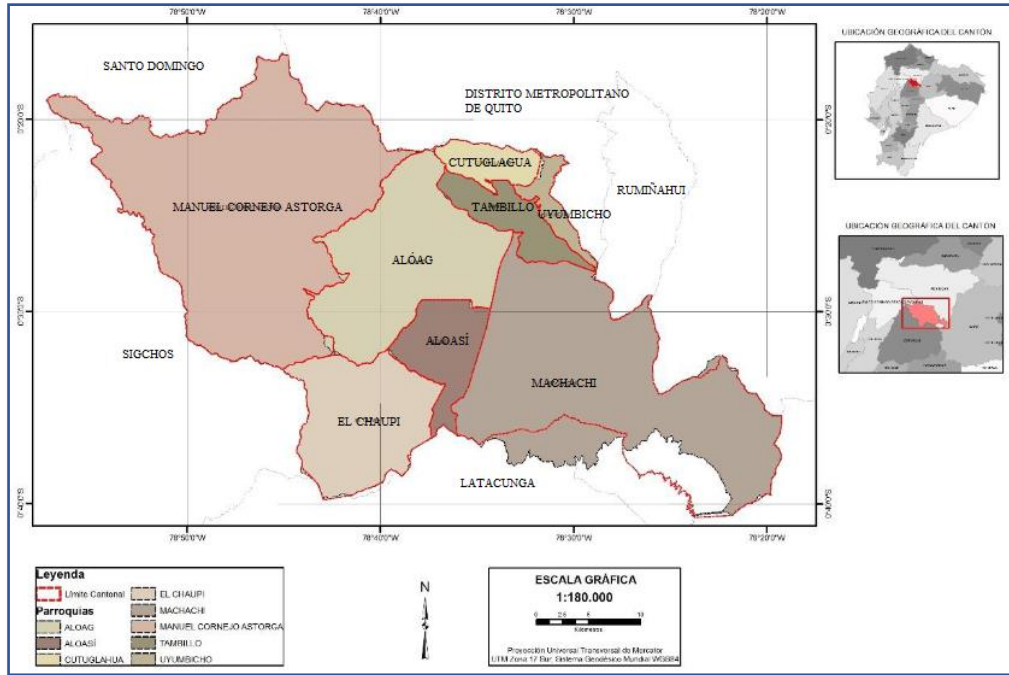 78°50'0"W
78°40'0"W
78°30'0"W
78°20'0"W
UBICACIÓN GEOGRÁFICA DEL CANTÓN
SANTO DOMINGO
DISTRITO METROPOLITANO
DE QUITO
0°20'0"S
0°20'0"S
CUTUGLAGUA
RUMIÑAHUI
MANUEL CORNEJO ASTORGA
TAMBILLO
UYUMBICHO
UBICACIÓN GEOGRÁFICA DEL CANTÓN
ALÓAG
0°30'0"S
0°30'0"S
ALOASÍ
SIGCHOS
MACHACHI
EL CHAUPI
LATACUNGA
0°40'0"S
0°40'0"S
78°50'0"W
78°40'0"W
78°30'0"W
78°20'0"W
Leyenda
Límite Cantonal
Parroquias
ALOAG
ALOASÍ
CUTUGLAHUA
EL CHAUPI
MACHACHI
MANUEL CORNEJO ASTORGA
TAMBILLO
UYUMBICHO
N
ESCALA GRÁFICA
1:180.000
0 2,5 5 10
Kilómetros
Proyección Universal Transversal de Mercator
UTM Zona 17 Sur, Sistema Geodésico Mundial WGS84